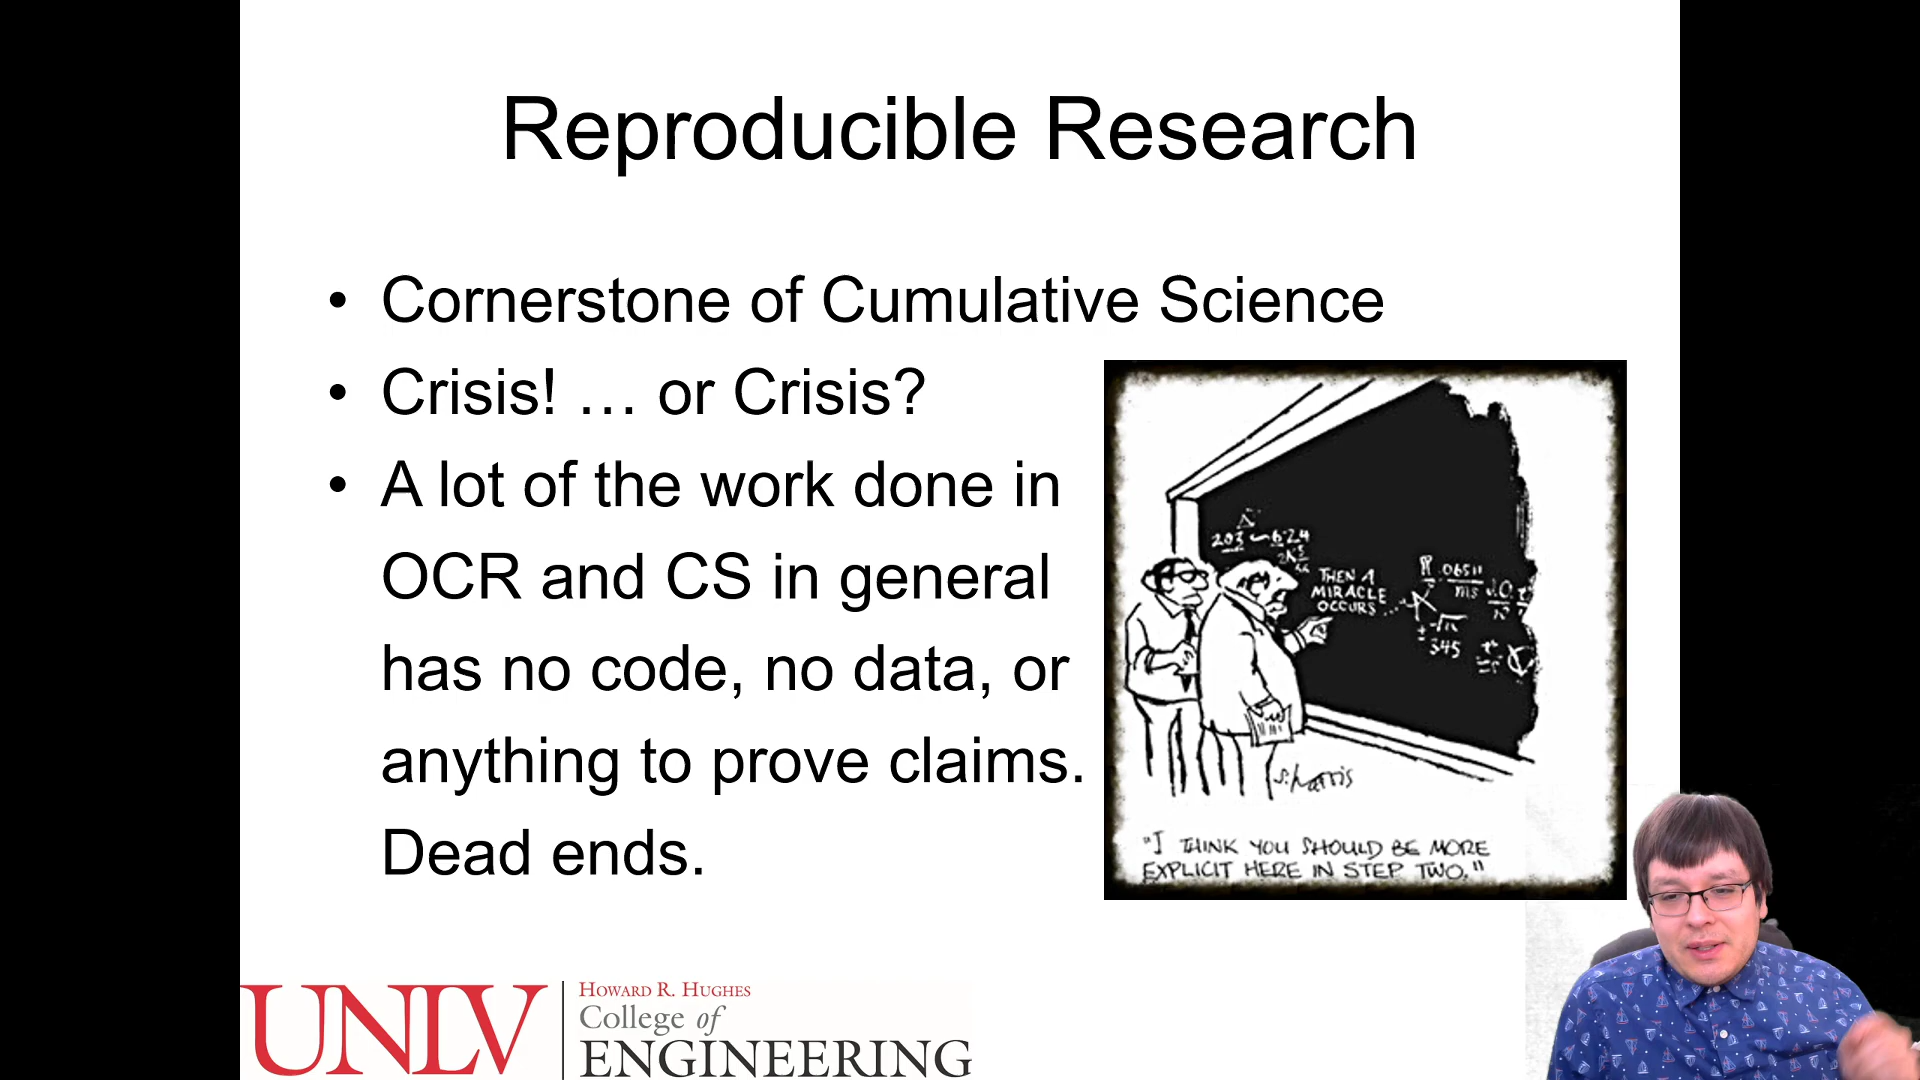 Reproducible Research
• Cornerstone of Cumulative Science
• Crisis! … or Crisis?
• A lot of the work done in
OCR and CS in general
has no code, no data, or
anything to prove claims.
Dead ends.
THEN A
MIRACLE
OCCURS...
S. Harris
"I THINK YOU SHOULD BE MORE
EXPLICIT HERE IN STEP TWO."
UNLV
HOWARD R. HUGHES
College of
ENGINEERING